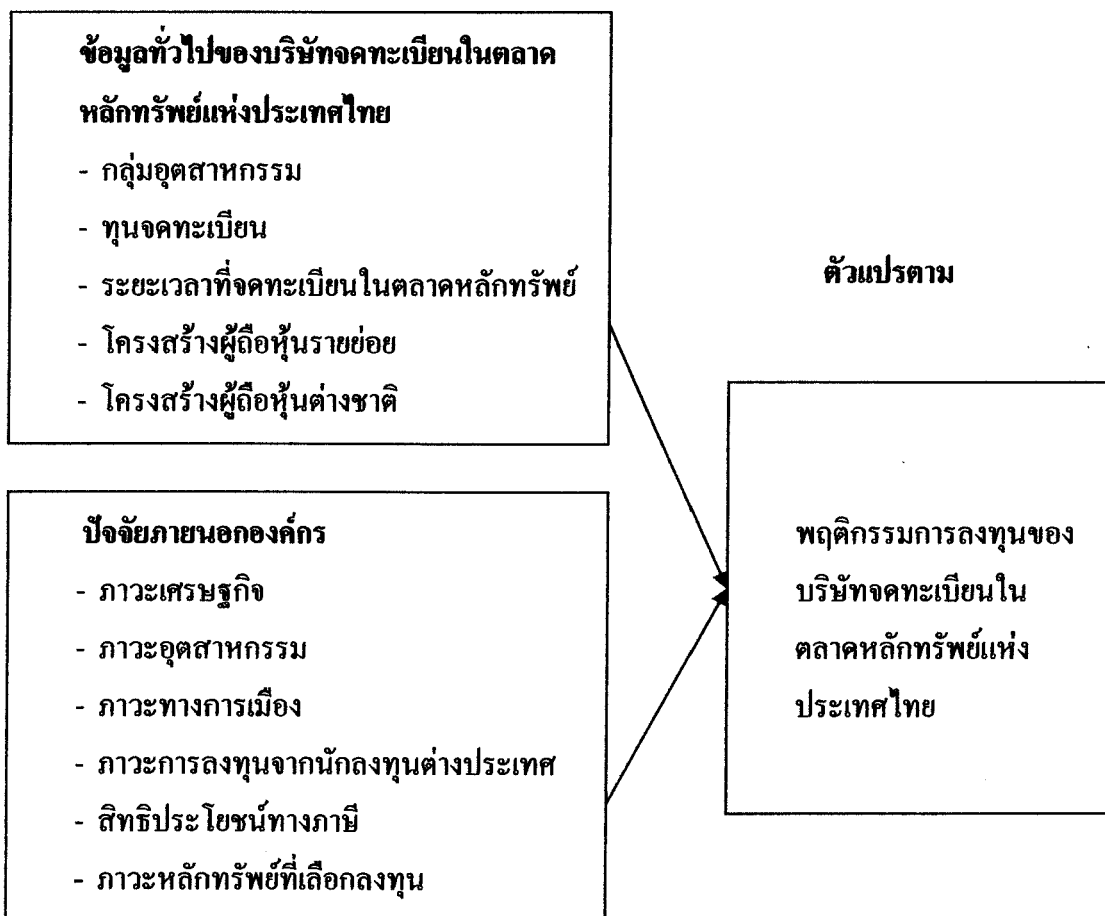 ข้อมูลทั่วไปของบริษัทจดทะเบียนในตลาด
หลักทรัพย์แห่งประเทศไทย
- กลุ่มอุตสาหกรรม
- ทุนจดทะเบียน
- ระยะเวลาที่จดทะเบียนในตลาดหลักทรัพย์
- โครงสร้างผู้ถือหุ้นรายย่อย
- โครงสร้างผู้ถือหุ้นต่างชาติ
ปัจจัยภายนอกองค์กร
- ภาวะเศรษฐกิจ
- ภาวะอุตสาหกรรม
- ภาวะทางการเมือง
- ภาวะการลงทุนจากนักลงทุนต่างประเทศ
- สิทธิประโยชน์ทางภาษี
- ภาวะหลักทรัพย์ที่เลือกลงทุน
ตัวแปรตาม
พฤติกรรมการลงทุนของ
บริษัทจดทะเบียนใน
ตลาดหลักทรัพย์แห่ง
ประเทศไทย